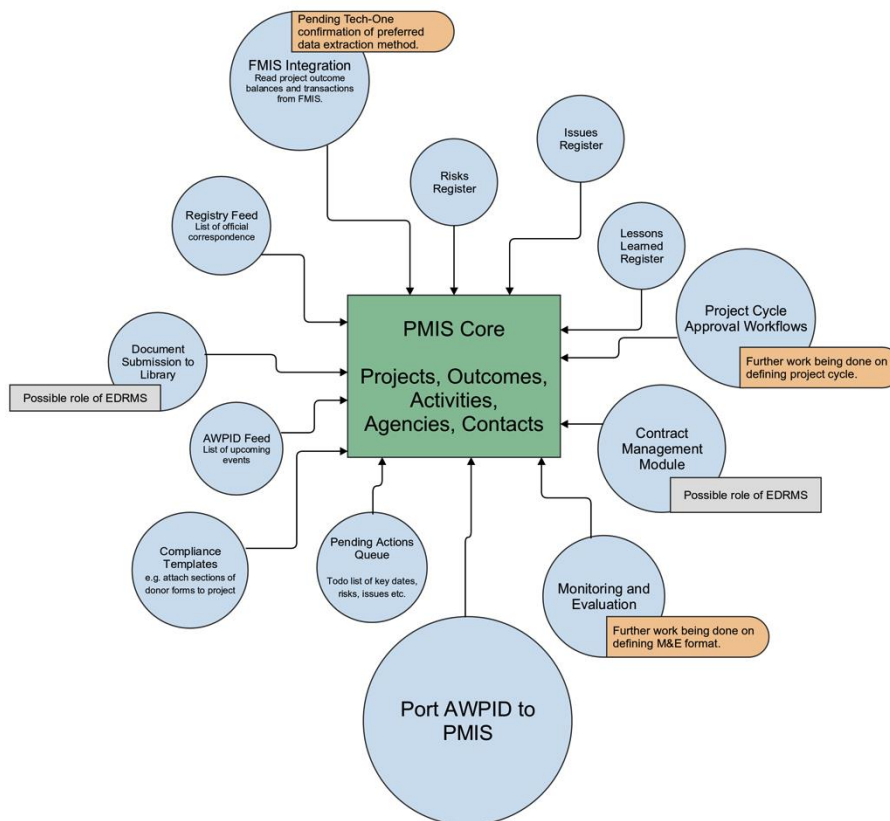 Pending Tech-One
confirmation of preferred
data extraction method.
FMIS Integration
Read project outcome
balances and transactions
from FMIS.
Issues
Register
Risks
Register
Registry Feed
List of official
correspondence
Lessons
Learned
Register
Project Cycle
Approval Workflows
Further work being done on
defining project cycle.
PMIS Core
Projects, Outcomes,
Activities,
Agencies, Contacts
Document
Submission to
Library
Possible role of EDRMS
AWPID Feed
List of upcoming
events
Contract
Management
Module
Possible role of EDRMS
Compliance
Templates
e.g. attach sections of
donor forms to project
Pending Actions
Queue
Todo list of key dates,
risks, issues etc.
Monitoring and
Evaluation
Further work being done on
defining M&E format.
Port AWPID to
PMIS